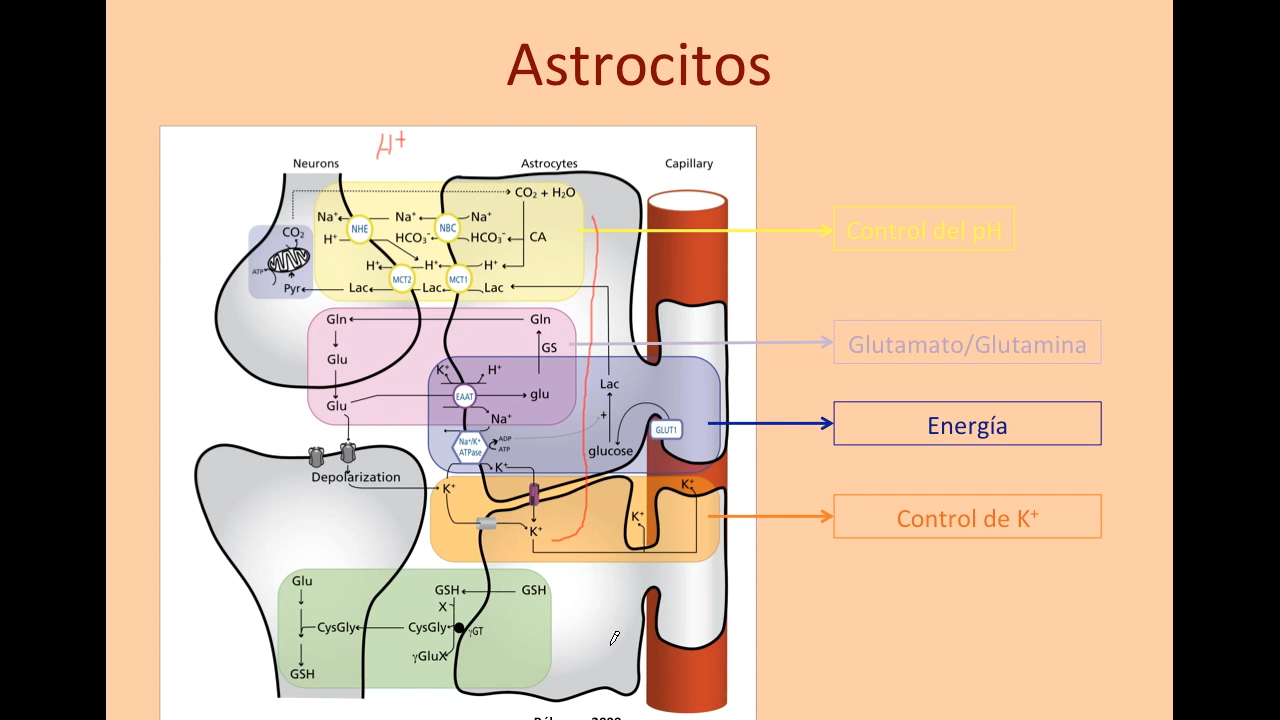 Astrocitos
H+
Neurons
Astrocytes
Capillary
CO₂ + H₂O
Na⁺ Na⁺ Na⁺
NHE NBC
CO₂
H⁺ HCO₃⁻ HCO₃⁻ CA
Control del pH
H⁺ H⁺ H⁺
ATP
MCT2 MCT1
Pyr Lac Lac Lac
Gln Gln
GS
Glu
Glutamato/Glutamina
K⁺ H⁺
Lac
EAAT glu
Glu
Na⁺
+
Energía
GLUT1
Na⁺/K⁺
ATPase
ADP
ATP
glucose
K⁺
Depolarization
K⁺ K⁺
K⁺
Control de K⁺
K⁺
Glu
GSH GSH
X
CysGly CysGly γGT
γGluX
GSH